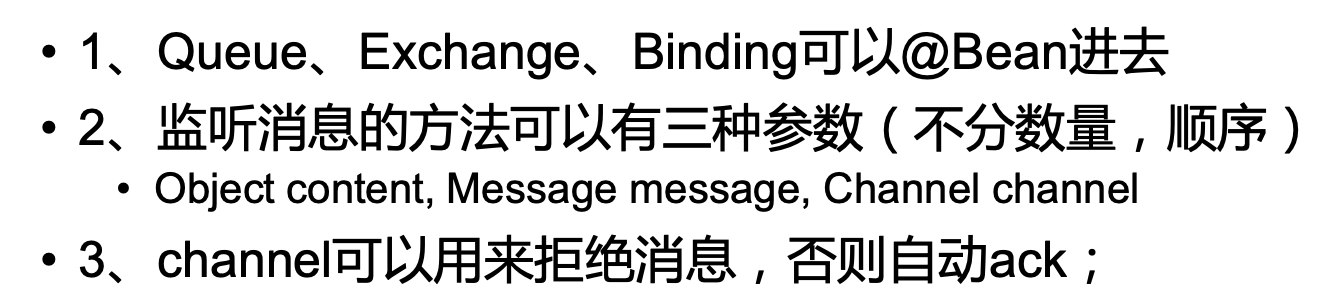 • 1、Queue、Exchange、Binding可以@Bean进去
• 2、监听消息的方法可以有三种参数（不分数量，顺序）
• Object content, Message message, Channel channel
• 3、channel可以用来拒绝消息，否则自动ack；